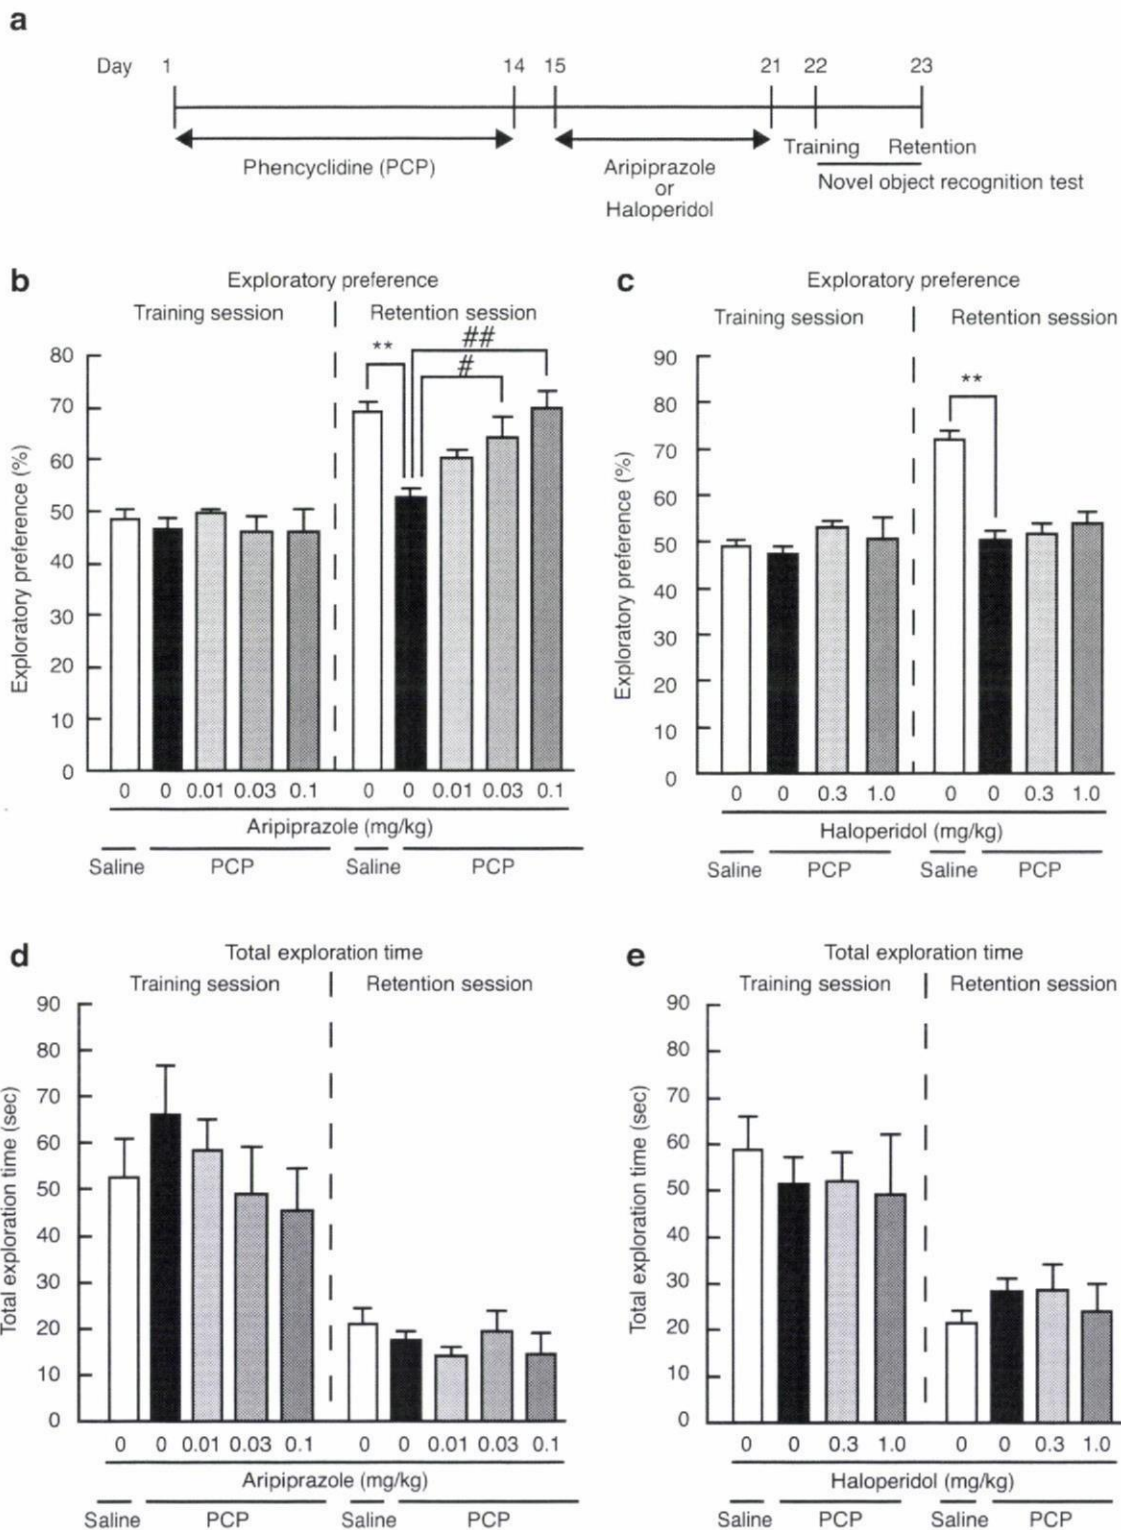 a
Day 1 14 15 21 22 23
Phencyclidine (PCP)
Aripiprazole
or
Haloperidol
Training Retention
Novel object recognition test
b
Exploratory preference
Training session
Retention session
** # ##
Exploratory preference (%)
80
70
60
50
40
30
20
10
0
0 0 0.01 0.03 0.1 0 0 0.01 0.03 0.1
Aripiprazole (mg/kg)
Saline PCP Saline PCP
c
Exploratory preference
Training session
Retention session
**
Exploratory preference (%)
90
80
70
60
50
40
30
20
10
0
0 0 0.3 1.0 0 0 0.3 1.0
Haloperidol (mg/kg)
Saline PCP Saline PCP
d
Total exploration time
Training session
Retention session
Total exploration time (sec)
90
80
70
60
50
40
30
20
10
0
0 0 0.01 0.03 0.1 0 0 0.01 0.03 0.1
Aripiprazole (mg/kg)
Saline PCP Saline PCP
e
Total exploration time
Training session
Retention session
Total exploration time (sec)
90
80
70
60
50
40
30
20
10
0
0 0 0.3 1.0 0 0 0.3 1.0
Haloperidol (mg/kg)
Saline PCP Saline PCP